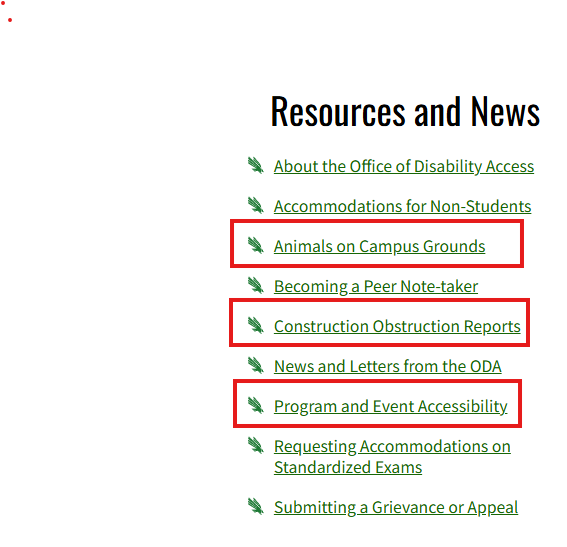 Resources and News
About the Office of Disability Access
Accommodations for Non-Students
Animals on Campus Grounds
Becoming a Peer Note-taker
Construction Obstruction Reports
News and Letters from the ODA
Program and Event Accessibility
Requesting Accommodations on
Standardized Exams
Submitting a Grievance or Appeal